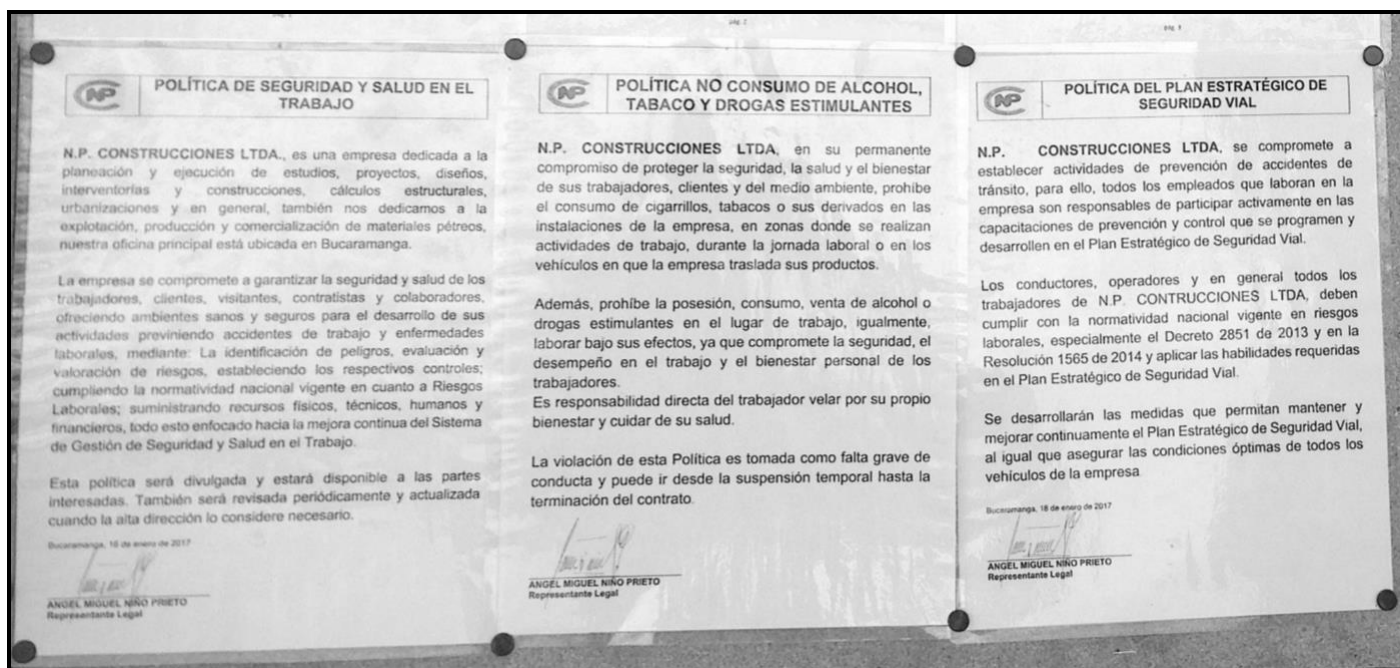 pág. 2
pág. 3
NP
POLÍTICA DE SEGURIDAD Y SALUD EN EL
TRABAJO
N.P. CONSTRUCCIONES LTDA., es una empresa dedicada a la
planeación y ejecución de estudios, proyectos, diseños,
interventorías y construcciones, cálculos estructurales,
urbanizaciones y en general, también nos dedicamos a la
explotación, producción y comercialización de materiales pétreos,
nuestra oficina principal está ubicada en Bucaramanga.
La empresa se compromete a garantizar la seguridad y salud de los
trabajadores, clientes, visitantes, contratistas y colaboradores,
ofreciendo ambientes sanos y seguros para el desarrollo de sus
actividades previniendo accidentes de trabajo y enfermedades
laborales, mediante: La identificación de peligros, evaluación y
valoración de riesgos, estableciendo los respectivos controles;
cumpliendo la normatividad nacional vigente en cuanto a Riesgos
Laborales; suministrando recursos físicos, técnicos, humanos y
financieros, todo esto enfocado hacia la mejora continua del Sistema
de Gestión de Seguridad y Salud en el Trabajo.
Esta política será divulgada y estará disponible a las partes
interesadas. También será revisada periódicamente y actualizada
cuando la alta dirección lo considere necesario.
Bucaramanga, 16 de enero de 2017
ANGEL MIGUEL NIÑO PRIETO
Representante Legal
NP
POLÍTICA NO CONSUMO DE ALCOHOL,
TABACO Y DROGAS ESTIMULANTES
N.P. CONSTRUCCIONES LTDA, en su permanente
compromiso de proteger la seguridad, la salud y el bienestar
de sus trabajadores, clientes y del medio ambiente, prohíbe
el consumo de cigarrillos, tabacos o sus derivados en las
instalaciones de la empresa, en zonas donde se realizan
actividades de trabajo, durante la jornada laboral o en los
vehículos en que la empresa traslada sus productos.
Además, prohíbe la posesión, consumo, venta de alcohol o
drogas estimulantes en el lugar de trabajo, igualmente,
laborar bajo sus efectos, ya que compromete la seguridad, el
desempeño en el trabajo y el bienestar personal de los
trabajadores.
Es responsabilidad directa del trabajador velar por su propio
bienestar y cuidar de su salud.
La violación de esta Política es tomada como falta grave de
conducta y puede ir desde la suspensión temporal hasta la
terminación del contrato.
ANGEL MIGUEL NIÑO PRIETO
Representante Legal
NP
POLÍTICA DEL PLAN ESTRATÉGICO DE
SEGURIDAD VIAL
N.P. CONSTRUCCIONES LTDA, se compromete a
establecer actividades de prevención de accidentes de
tránsito, para ello, todos los empleados que laboran en la
empresa son responsables de participar activamente en las
capacitaciones de prevención y control que se programen y
desarrollen en el Plan Estratégico de Seguridad Vial.
Los conductores, operadores y en general todos los
trabajadores de N.P. CONSTRUCCIONES LTDA, deben
cumplir con la normatividad nacional vigente en riesgos
laborales, especialmente el Decreto 2851 de 2013 y en la
Resolución 1565 de 2014 y aplicar las habilidades requeridas
en el Plan Estratégico de Seguridad Vial.
Se desarrollarán las medidas que permitan mantener y
mejorar continuamente el Plan Estratégico de Seguridad Vial,
al igual que asegurar las condiciones óptimas de todos los
vehículos de la empresa
Bucaramanga, 16 de enero de 2017
ANGEL MIGUEL NIÑO PRIETO
Representante Legal